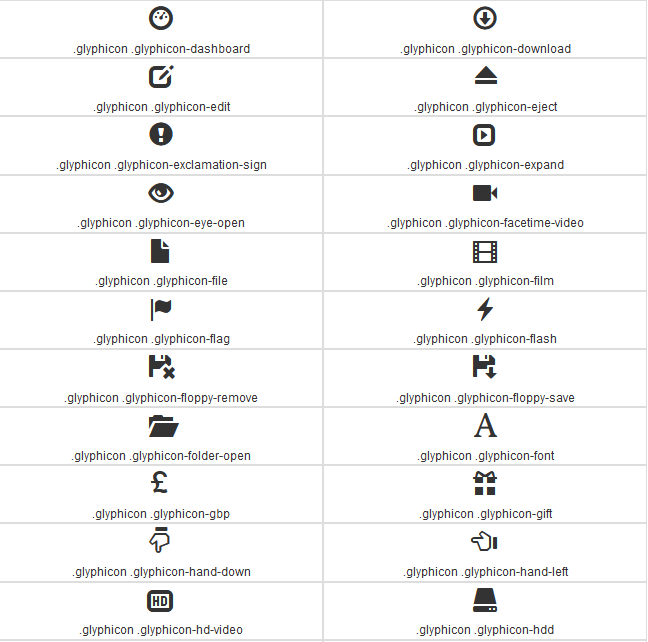 .glyphicon .glyphicon-dashboard
.glyphicon .glyphicon-download
.glyphicon .glyphicon-edit
.glyphicon .glyphicon-eject
.glyphicon .glyphicon-exclamation-sign
.glyphicon .glyphicon-expand
.glyphicon .glyphicon-eye-open
.glyphicon .glyphicon-facetime-video
.glyphicon .glyphicon-file
.glyphicon .glyphicon-film
.glyphicon .glyphicon-flag
.glyphicon .glyphicon-flash
.glyphicon .glyphicon-floppy-remove
.glyphicon .glyphicon-floppy-save
A
.glyphicon .glyphicon-folder-open
.glyphicon .glyphicon-font
£
.glyphicon .glyphicon-gbp
.glyphicon .glyphicon-gift
.glyphicon .glyphicon-hand-down
.glyphicon .glyphicon-hand-left
HD
.glyphicon .glyphicon-hd-video
.glyphicon .glyphicon-hdd